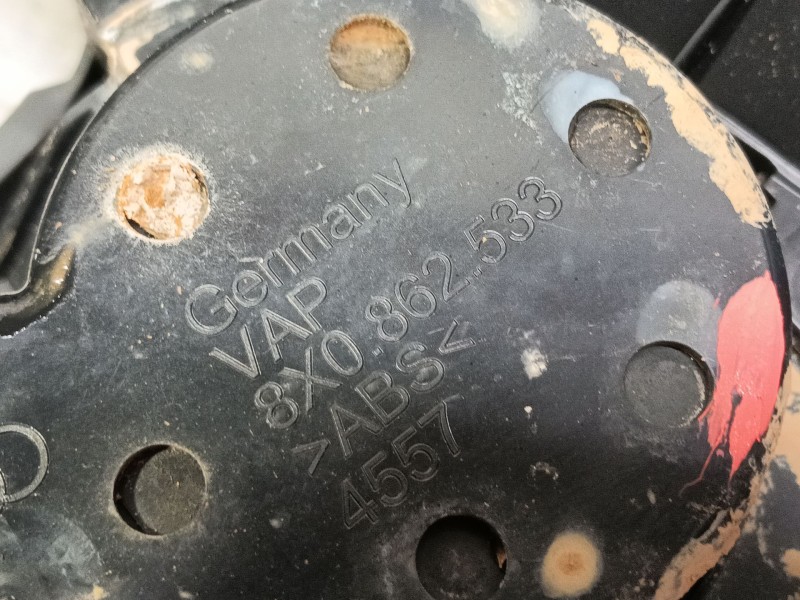 Germany
VAP
8X0.862.533
>ABS<
4557